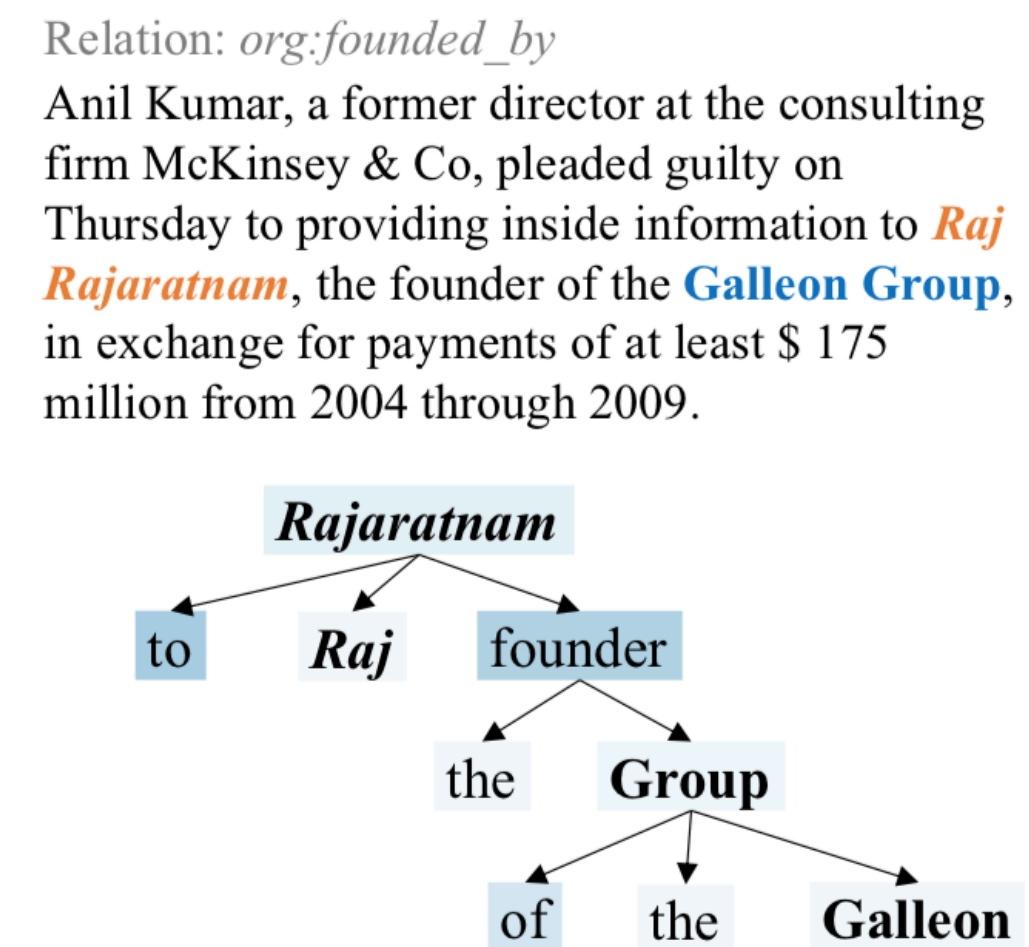 Relation: org:founded_by
Anil Kumar, a former director at the consulting
firm McKinsey & Co, pleaded guilty on
Thursday to providing inside information to Raj
Rajaratnam, the founder of the Galleon Group,
in exchange for payments of at least $ 175
million from 2004 through 2009.
Rajaratnam
to Raj founder
the Group
of the Galleon